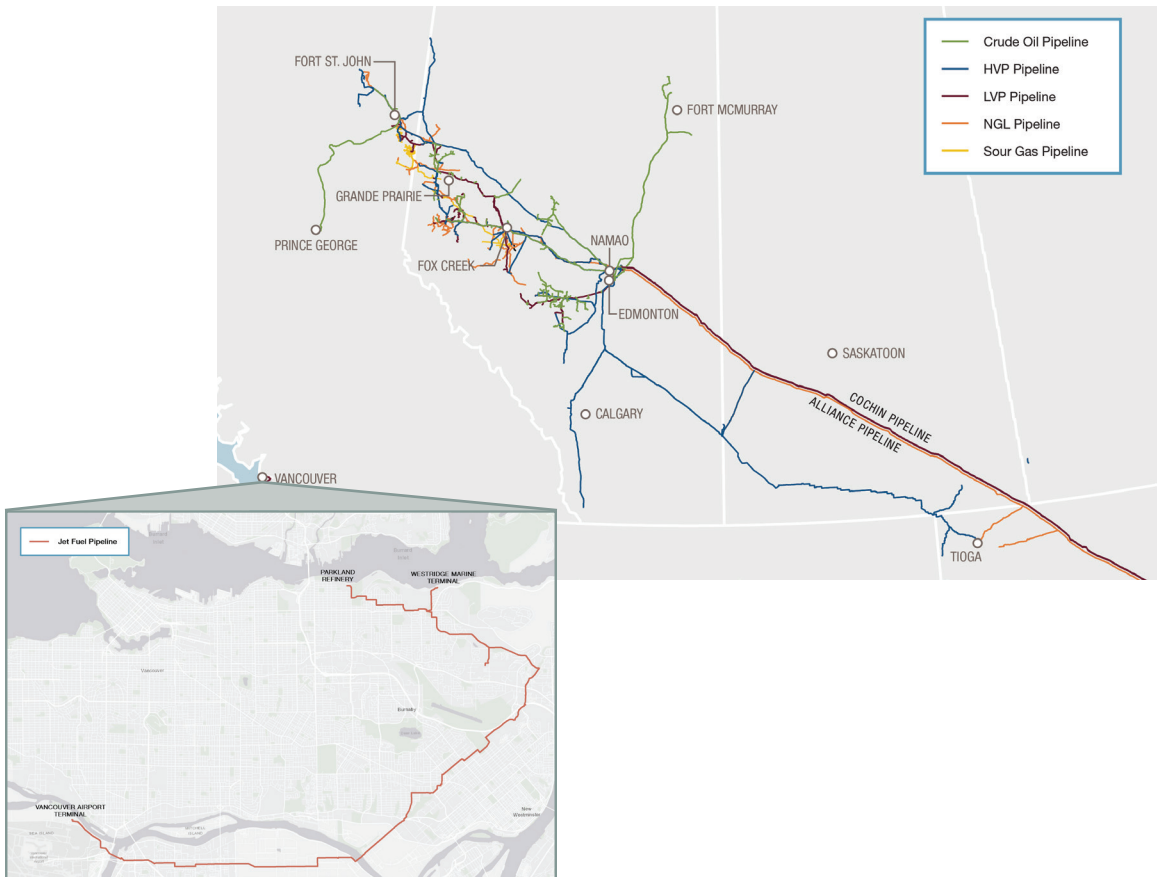 Crude Oil Pipeline
HVP Pipeline
LVP Pipeline
NGL Pipeline
Sour Gas Pipeline
FORT ST. JOHN
FORT MCMURRAY
GRANDE PRAIRIE
PRINCE GEORGE
NAMAO
FOX CREEK
EDMONTON
SASKATOON
CALGARY
COCHIN PIPELINE
ALLIANCE PIPELINE
VANCOUVER
TIOGA
Jet Fuel Pipeline
PARKLAND
REFINERY
WESTRIDGE MARINE
TERMINAL
Vancouver
Burnaby
VANCOUVER AIRPORT
TERMINAL
New
Westminster